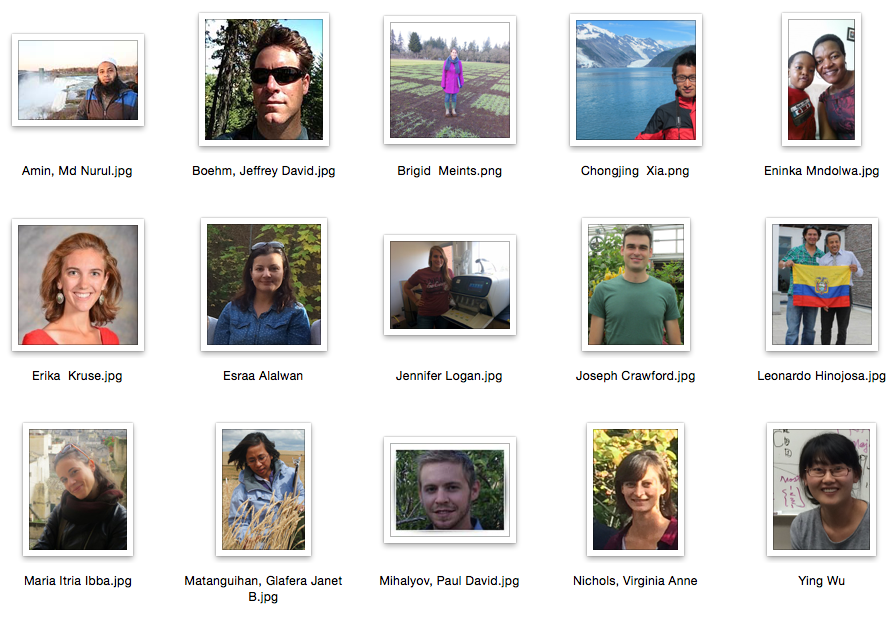 Amin, Md Nurul.jpg
Boehm, Jeffrey David.jpg
Brigid  Meints.png
Chongjing  Xia.png
Eninka Mndolwa.jpg
Erika  Kruse.jpg
Esraa Alalwan
Jennifer Logan.jpg
Joseph Crawford.jpg
Leonardo Hinojosa.jpg
Maria Itria Ibba.jpg
Matanguihan, Glafera Janet
B.jpg
Mihalyov, Paul David.jpg
Nichols, Virginia Anne
Ying Wu